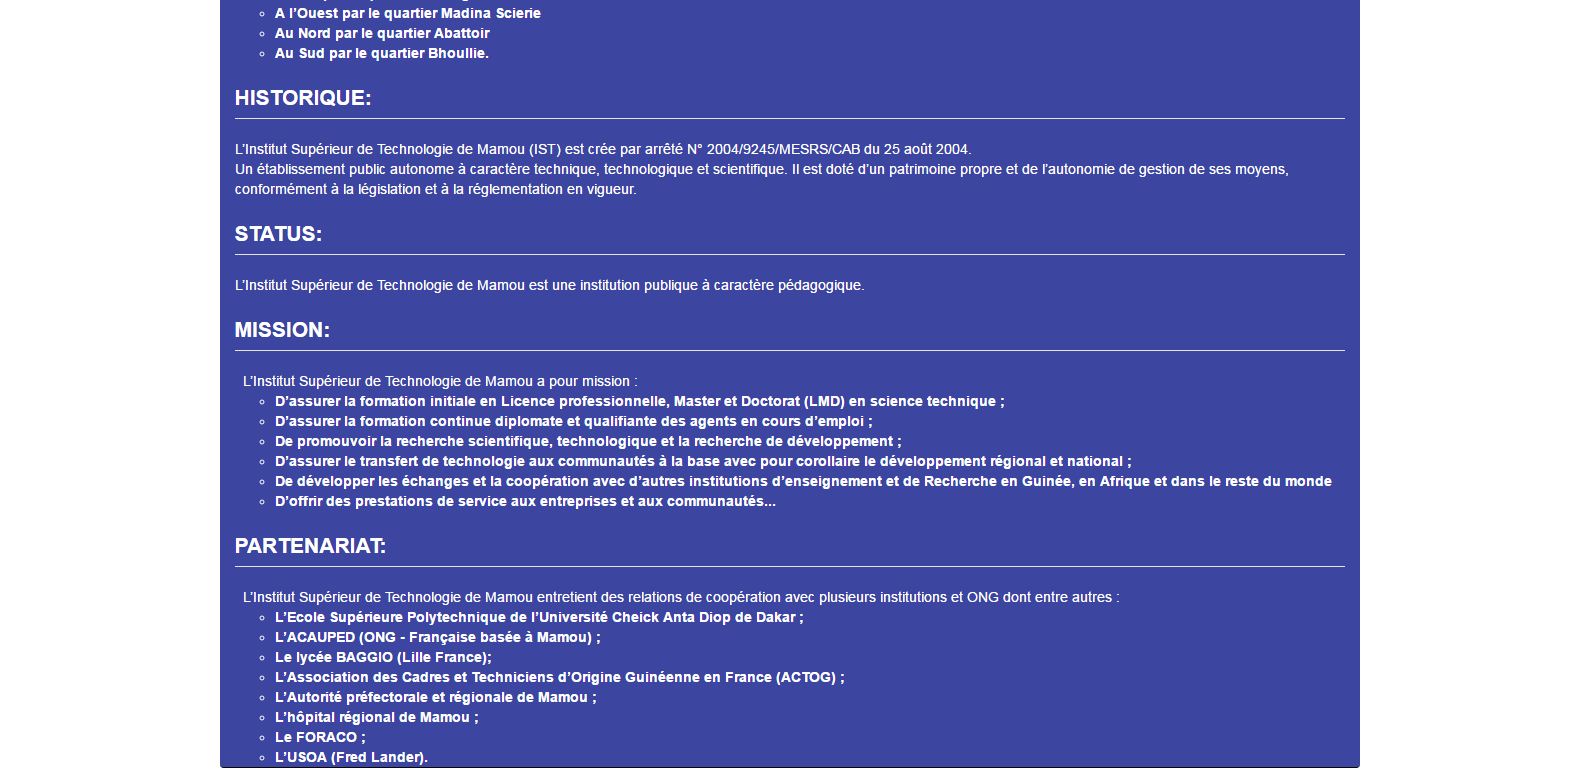 A l’Ouest par le quartier Madina Scierie
Au Nord par le quartier Abattoir
Au Sud par le quartier Bhoullie.
HISTORIQUE:
L’Institut Supérieur de Technologie de Mamou (IST) est crée par arrêté N° 2004/9245/MESRS/CAB du 25 août 2004.
Un établissement public autonome à caractère technique, technologique et scientifique. Il est doté d’un patrimoine propre et de l’autonomie de gestion de ses moyens,
conformément à la législation et à la réglementation en vigueur.
STATUS:
L’Institut Supérieur de Technologie de Mamou est une institution publique à caractère pédagogique.
MISSION:
L’Institut Supérieur de Technologie de Mamou a pour mission :
D’assurer la formation initiale en Licence professionnelle, Master et Doctorat (LMD) en science technique ;
D’assurer la formation continue diplomate et qualifiante des agents en cours d’emploi ;
De promouvoir la recherche scientifique, technologique et la recherche de développement ;
D’assurer le transfert de technologie aux communautés à la base avec pour corollaire le développement régional et national ;
De développer les échanges et la coopération avec d’autres institutions d’enseignement et de Recherche en Guinée, en Afrique et dans le reste du monde
D’offrir des prestations de service aux entreprises et aux communautés...
PARTENARIAT:
L’Institut Supérieur de Technologie de Mamou entretient des relations de coopération avec plusieurs institutions et ONG dont entre autres :
L’Ecole Supérieure Polytechnique de l’Université Cheick Anta Diop de Dakar ;
L’ACAUPED (ONG - Française basée à Mamou) ;
Le lycée BAGGIO (Lille France);
L’Association des Cadres et Techniciens d’Origine Guinéenne en France (ACTOG) ;
L’Autorité préfectorale et régionale de Mamou ;
L’hôpital régional de Mamou ;
Le FORACO ;
L’USOA (Fred Lander).